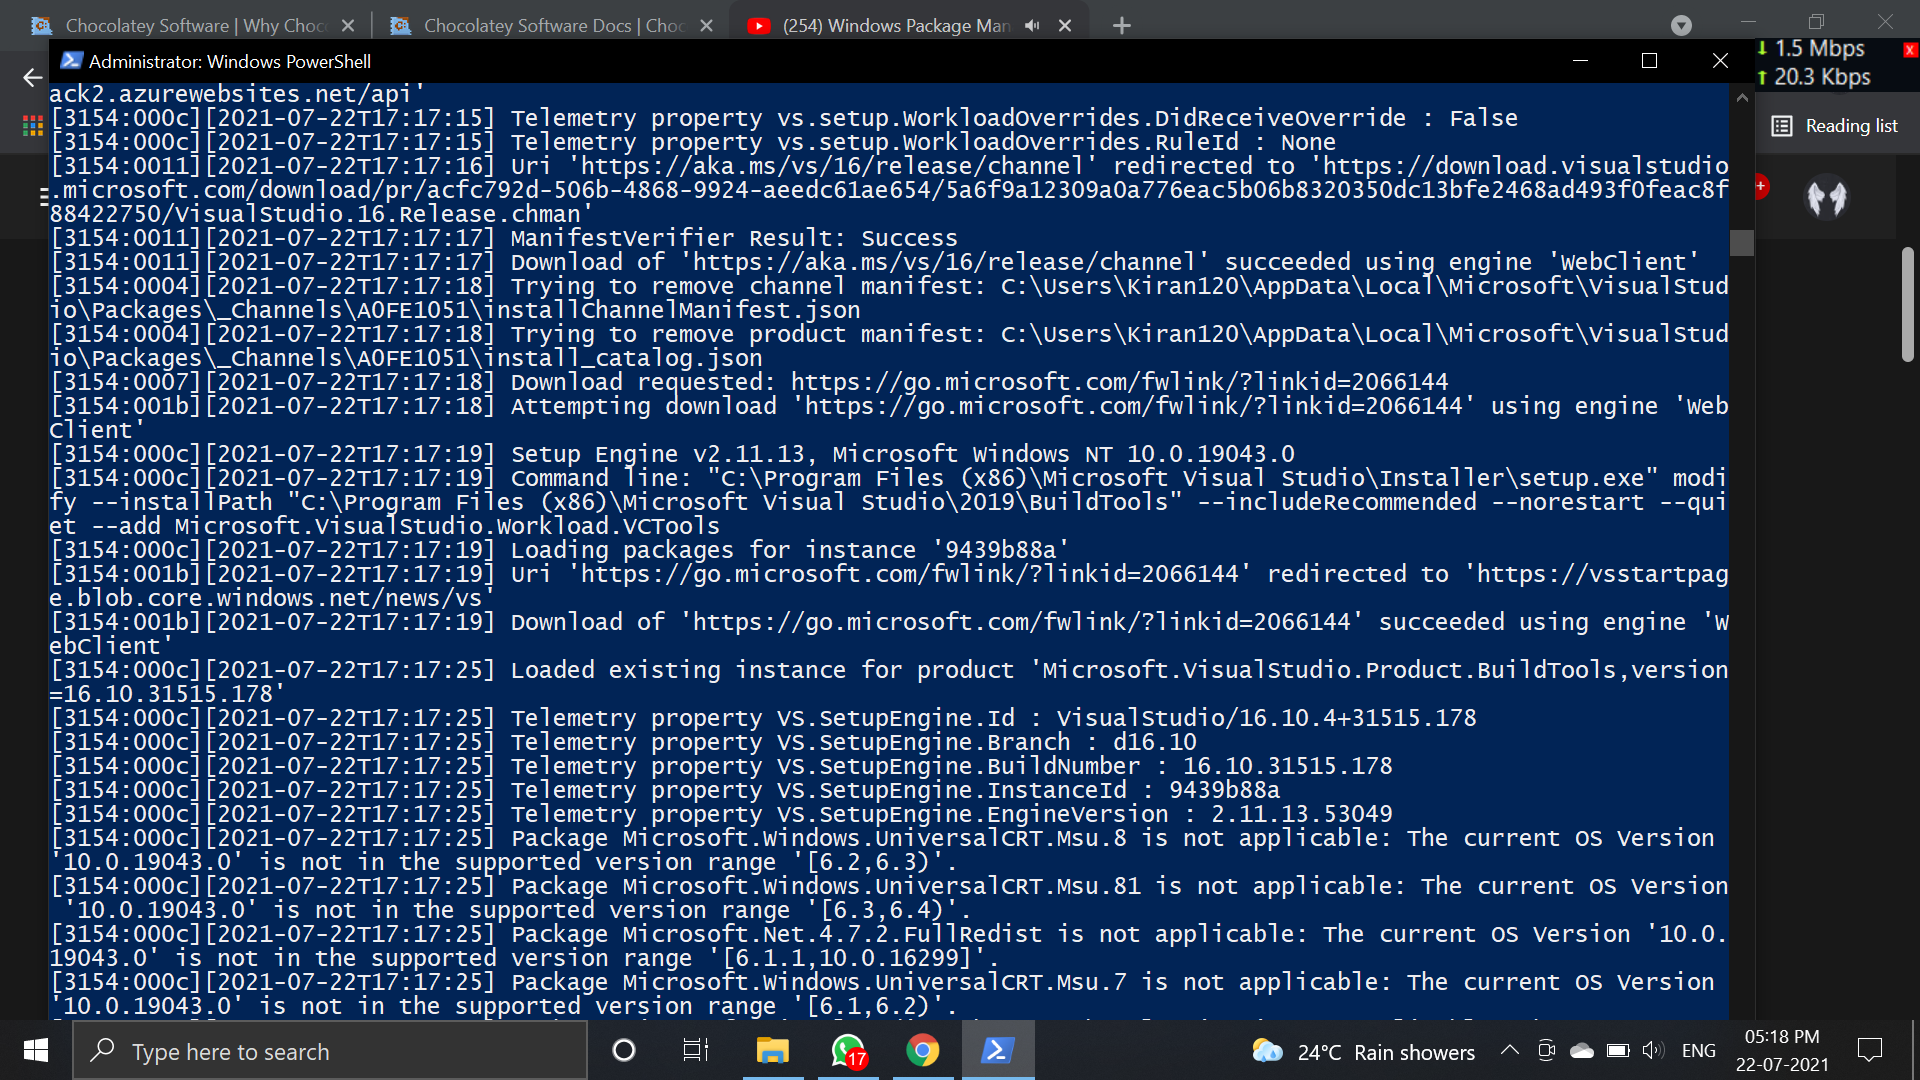 Chocolatey Software | Why Choc
Chocolatey Software Docs | Choc
(254) Windows Package Man
Administrator: Windows PowerShell
1.5 Mbps
20.3 Kbps
Reading list
ack2.azurewebsites.net/api'
[3154:000c][2021-07-22T17:17:15] Telemetry property vs.setup.WorkloadOverrides.DidReceiveOverride : False
[3154:000c][2021-07-22T17:17:15] Telemetry property vs.setup.WorkloadOverrides.RuleId : None
[3154:0011][2021-07-22T17:17:16] Uri 'https://aka.ms/vs/16/release/channel' redirected to 'https://download.visualstudio
.microsoft.com/download/pr/acfc792d-506b-4868-9924-aeedc61ae654/5a6f9a12309a0a776eac5b06b8320350dc13bfe2468ad493f0feac8f
88422750/VisualStudio.16.Release.chman'
[3154:0011][2021-07-22T17:17:17] ManifestVerifier Result: Success
[3154:0011][2021-07-22T17:17:17] Download of 'https://aka.ms/vs/16/release/channel' succeeded using engine 'WebClient'
[3154:0004][2021-07-22T17:17:18] Trying to remove channel manifest: C:\Users\Kiran120\AppData\Local\Microsoft\VisualStud
io\Packages\_Channels\A0FE1051\installChannelManifest.json
[3154:0004][2021-07-22T17:17:18] Trying to remove product manifest: C:\Users\Kiran120\AppData\Local\Microsoft\VisualStud
io\Packages\_Channels\A0FE1051\install_catalog.json
[3154:0007][2021-07-22T17:17:18] Download requested: https://go.microsoft.com/fwlink/?linkid=2066144
[3154:001b][2021-07-22T17:17:18] Attempting download 'https://go.microsoft.com/fwlink/?linkid=2066144' using engine 'Web
Client'
[3154:000c][2021-07-22T17:17:19] Setup Engine v2.11.13, Microsoft Windows NT 10.0.19043.0
[3154:000c][2021-07-22T17:17:19] Command line: "C:\Program Files (x86)\Microsoft Visual Studio\Installer\setup.exe" modi
fy --installPath "C:\Program Files (x86)\Microsoft Visual Studio\2019\BuildTools" --includeRecommended --norestart --qui
et --add Microsoft.VisualStudio.Workload.VCTools
[3154:000c][2021-07-22T17:17:19] Loading packages for instance '9439b88a'
[3154:001b][2021-07-22T17:17:19] Uri 'https://go.microsoft.com/fwlink/?linkid=2066144' redirected to 'https://vsstartpag
e.blob.core.windows.net/news/vs'
[3154:001b][2021-07-22T17:17:19] Download of 'https://go.microsoft.com/fwlink/?linkid=2066144' succeeded using engine 'W
ebClient'
[3154:000c][2021-07-22T17:17:25] Loaded existing instance for product 'Microsoft.VisualStudio.Product.BuildTools,version
=16.10.31515.178'
[3154:000c][2021-07-22T17:17:25] Telemetry property VS.SetupEngine.Id : VisualStudio/16.10.4+31515.178
[3154:000c][2021-07-22T17:17:25] Telemetry property VS.SetupEngine.Branch : d16.10
[3154:000c][2021-07-22T17:17:25] Telemetry property VS.SetupEngine.BuildNumber : 16.10.31515.178
[3154:000c][2021-07-22T17:17:25] Telemetry property VS.SetupEngine.InstanceId : 9439b88a
[3154:000c][2021-07-22T17:17:25] Telemetry property VS.SetupEngine.EngineVersion : 2.11.13.53049
[3154:000c][2021-07-22T17:17:25] Package Microsoft.Windows.UniversalCRT.Msu.8 is not applicable: The current OS Version
'10.0.19043.0' is not in the supported version range '[6.2,6.3)'.
[3154:000c][2021-07-22T17:17:25] Package Microsoft.Windows.UniversalCRT.Msu.81 is not applicable: The current OS Version
 '10.0.19043.0' is not in the supported version range '[6.3,6.4)'.
[3154:000c][2021-07-22T17:17:25] Package Microsoft.Net.4.7.2.FullRedist is not applicable: The current OS Version '10.0.
19043.0' is not in the supported version range '[6.1.1,10.0.16299]'.
[3154:000c][2021-07-22T17:17:25] Package Microsoft.Windows.UniversalCRT.Msu.7 is not applicable: The current OS Version
'10.0.19043.0' is not in the supported version range '[6.1,6.2)'.
Type here to search
17
24°C Rain showers
ENG
05:18 PM
22-07-2021